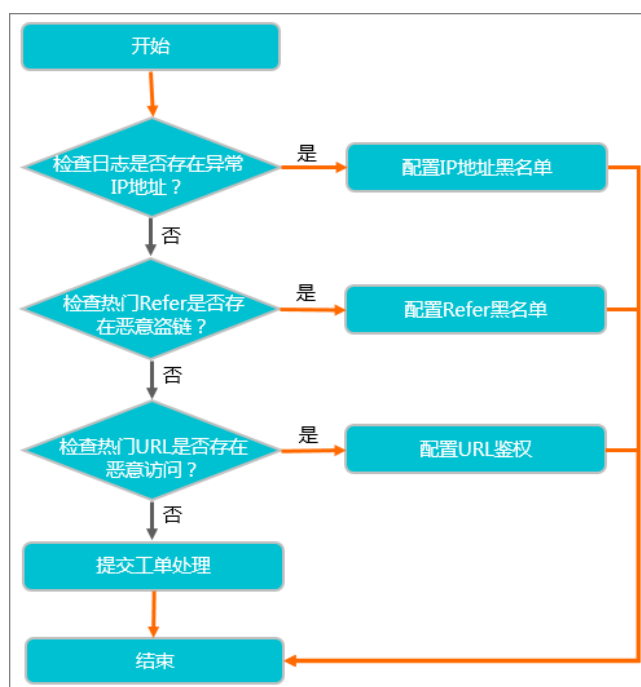 开始
检查日志是否存在异常
IP地址？
是
配置IP地址黑名单
否
检查热门Refer是否存
在恶意盗链？
是
配置Refer黑名单
否
检查热门URL是否存在
恶意访问？
是
配置URL鉴权
否
提交工单处理
结束